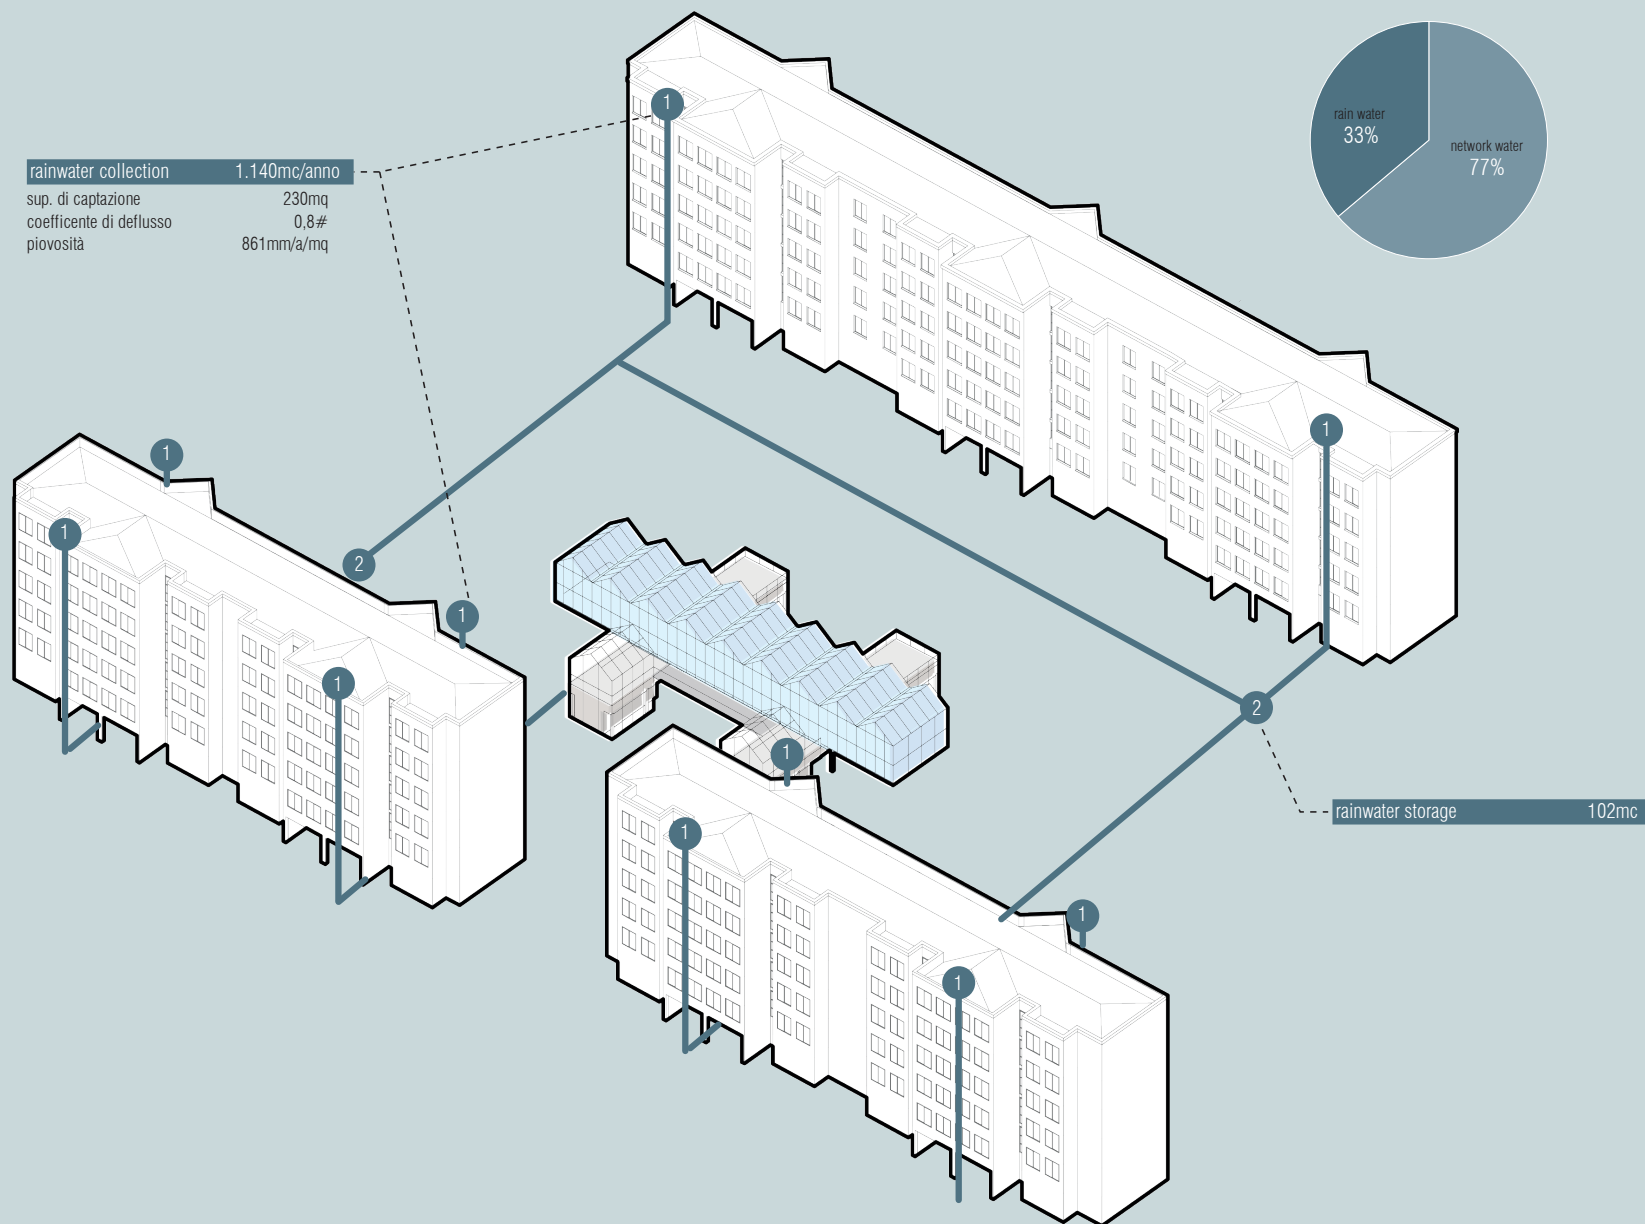 rain water
33%
network water
77%
rainwater collection 1.140mc/anno
sup. di captazione 230mq
coefficente di deflusso 0,8#
piovosità 861mm/a/mq
1
1
1
1
2
1
1
2
1
1
1
1
rainwater storage 102mc